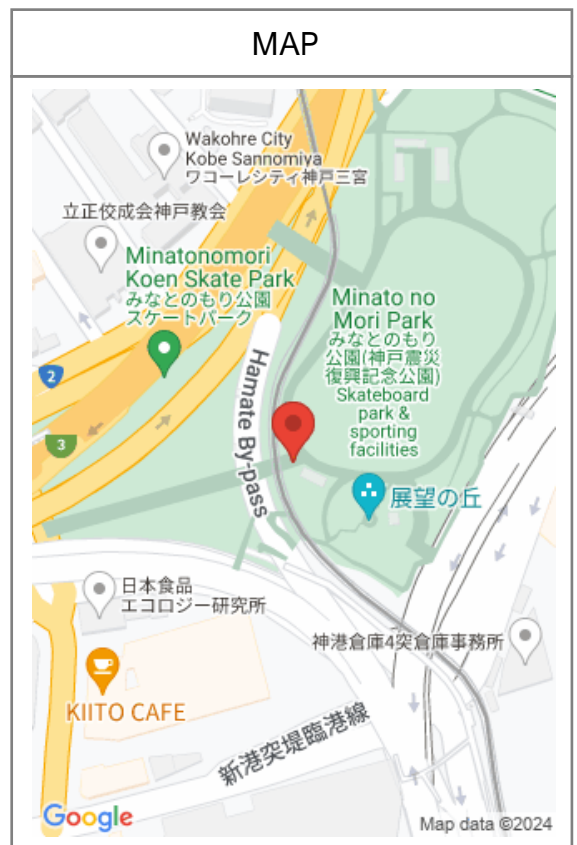 MAP
Wakohre City
Kobe Sannomiya
ワコーレシティ神戸三宮
立正佼成会神戸教会
Minatonomori
Koen Skate Park
みなとのもり公園
スケートパーク
Minato no
Mori Park
みなとのもり
公園(神戸震災
復興記念公園)
Skateboard
park &
sporting
facilities
2
Hamate By-pass
3
展望の丘
日本食品
エコロジー研究所
神港倉庫4突倉庫事務所
KIITO CAFE
新港突堤臨港線
Google
Map data ©2024